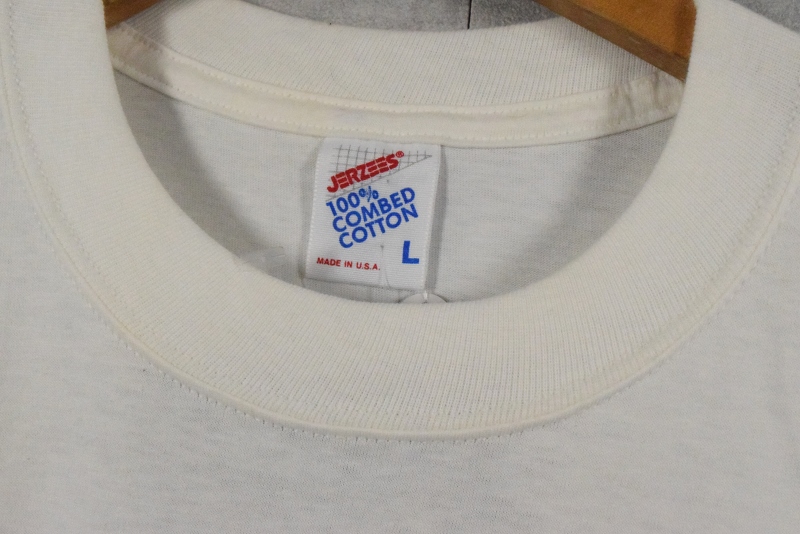 JERZEES®
100%
COMBED
COTTON
L
MADE IN U.S.A.